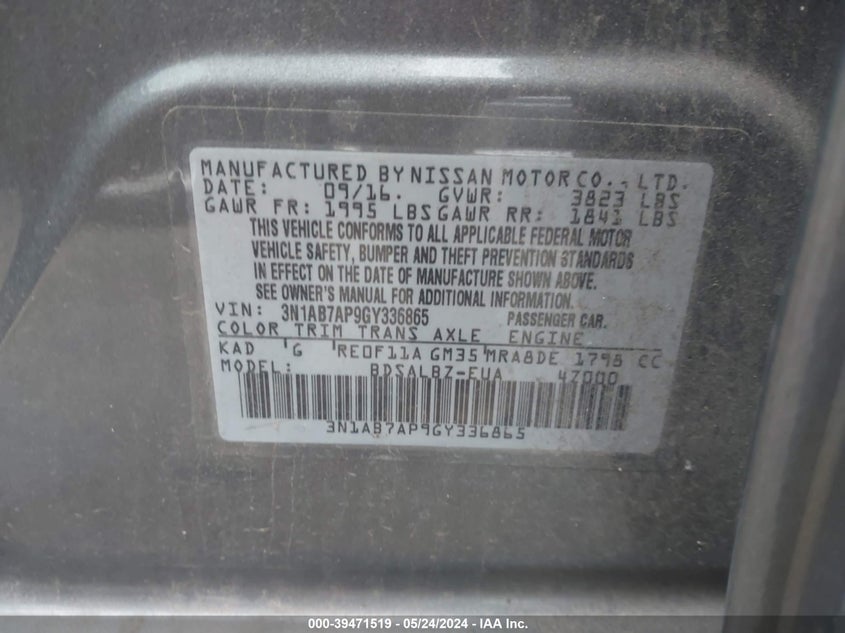 MANUFACTURED BY NISSAN MOTOR CO., LTD.
DATE: 09/16. GVWR: 3823 LBS
GAWR FR: 1995 LBS GAWR RR: 1841 LBS
THIS VEHICLE CONFORMS TO ALL APPLICABLE FEDERAL MOTOR
VEHICLE SAFETY, BUMPER AND THEFT PREVENTION STANDARDS
IN EFFECT ON THE DATE OF MANUFACTURE SHOWN ABOVE.
SEE OWNER'S MANUAL FOR ADDITIONAL INFORMATION.
VIN: 3N1AB7AP9GY336865 PASSENGER CAR.
COLOR TRIM TRANS AXLE ENGINE
KAD G RE0F11A GM35 MRA8DE 1798 CC
MODEL: BDSALBZ-EUA 4Z000
3N1AB7AP9GY336865
000-39471519 / 05/24/2024 / IAA Inc.